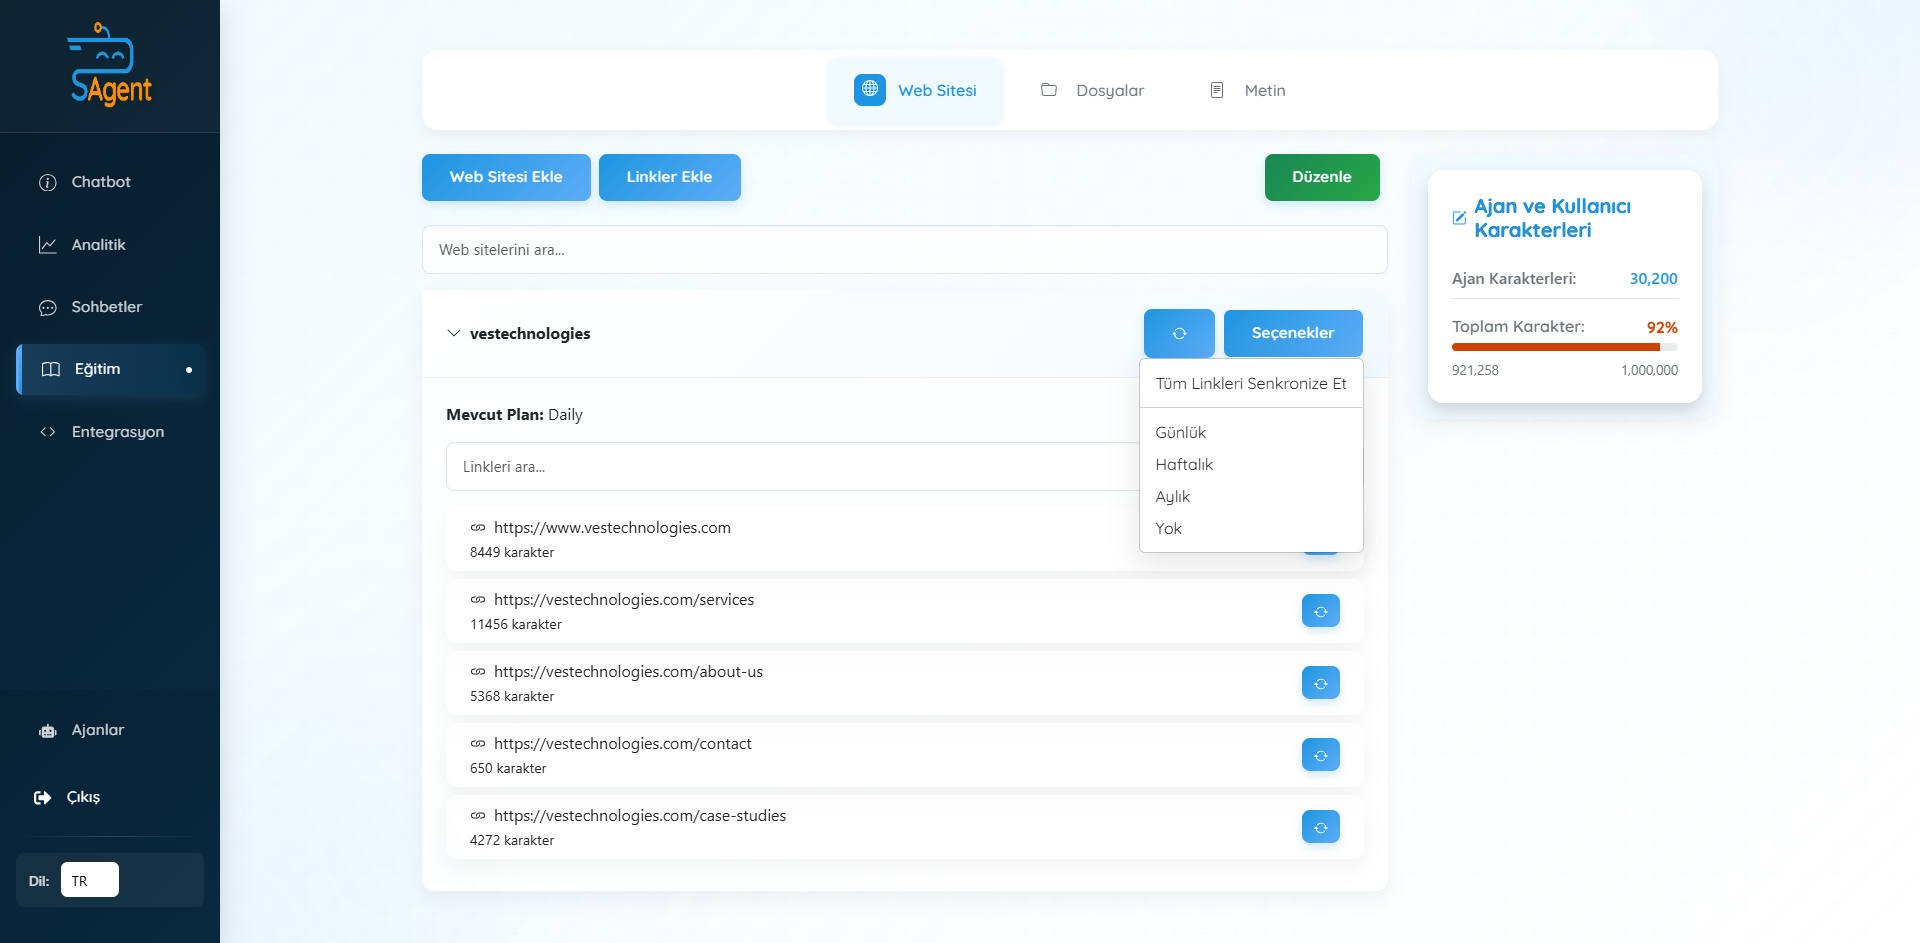 SAgent
Chatbot
Analitik
Sohbetler
Eğitim
Entegrasyon
Ajanlar
Çıkış
Dil: TR
Web Sitesi
Dosyalar
Metin
Web Sitesi Ekle
Linkler Ekle
Düzenle
Web sitelerini ara...
vestechnologies
Seçenekler
Tüm Linkleri Senkronize Et
Günlük
Haftalık
Aylık
Yok
Mevcut Plan: Daily
Linkleri ara...
https://www.vestechnologies.com
8449 karakter
https://vestechnologies.com/services
11456 karakter
https://vestechnologies.com/about-us
5368 karakter
https://vestechnologies.com/contact
650 karakter
https://vestechnologies.com/case-studies
4272 karakter
Ajan ve Kullanıcı
Karakterleri
Ajan Karakterleri: 30,200
Toplam Karakter: 92%
921,258 1,000,000